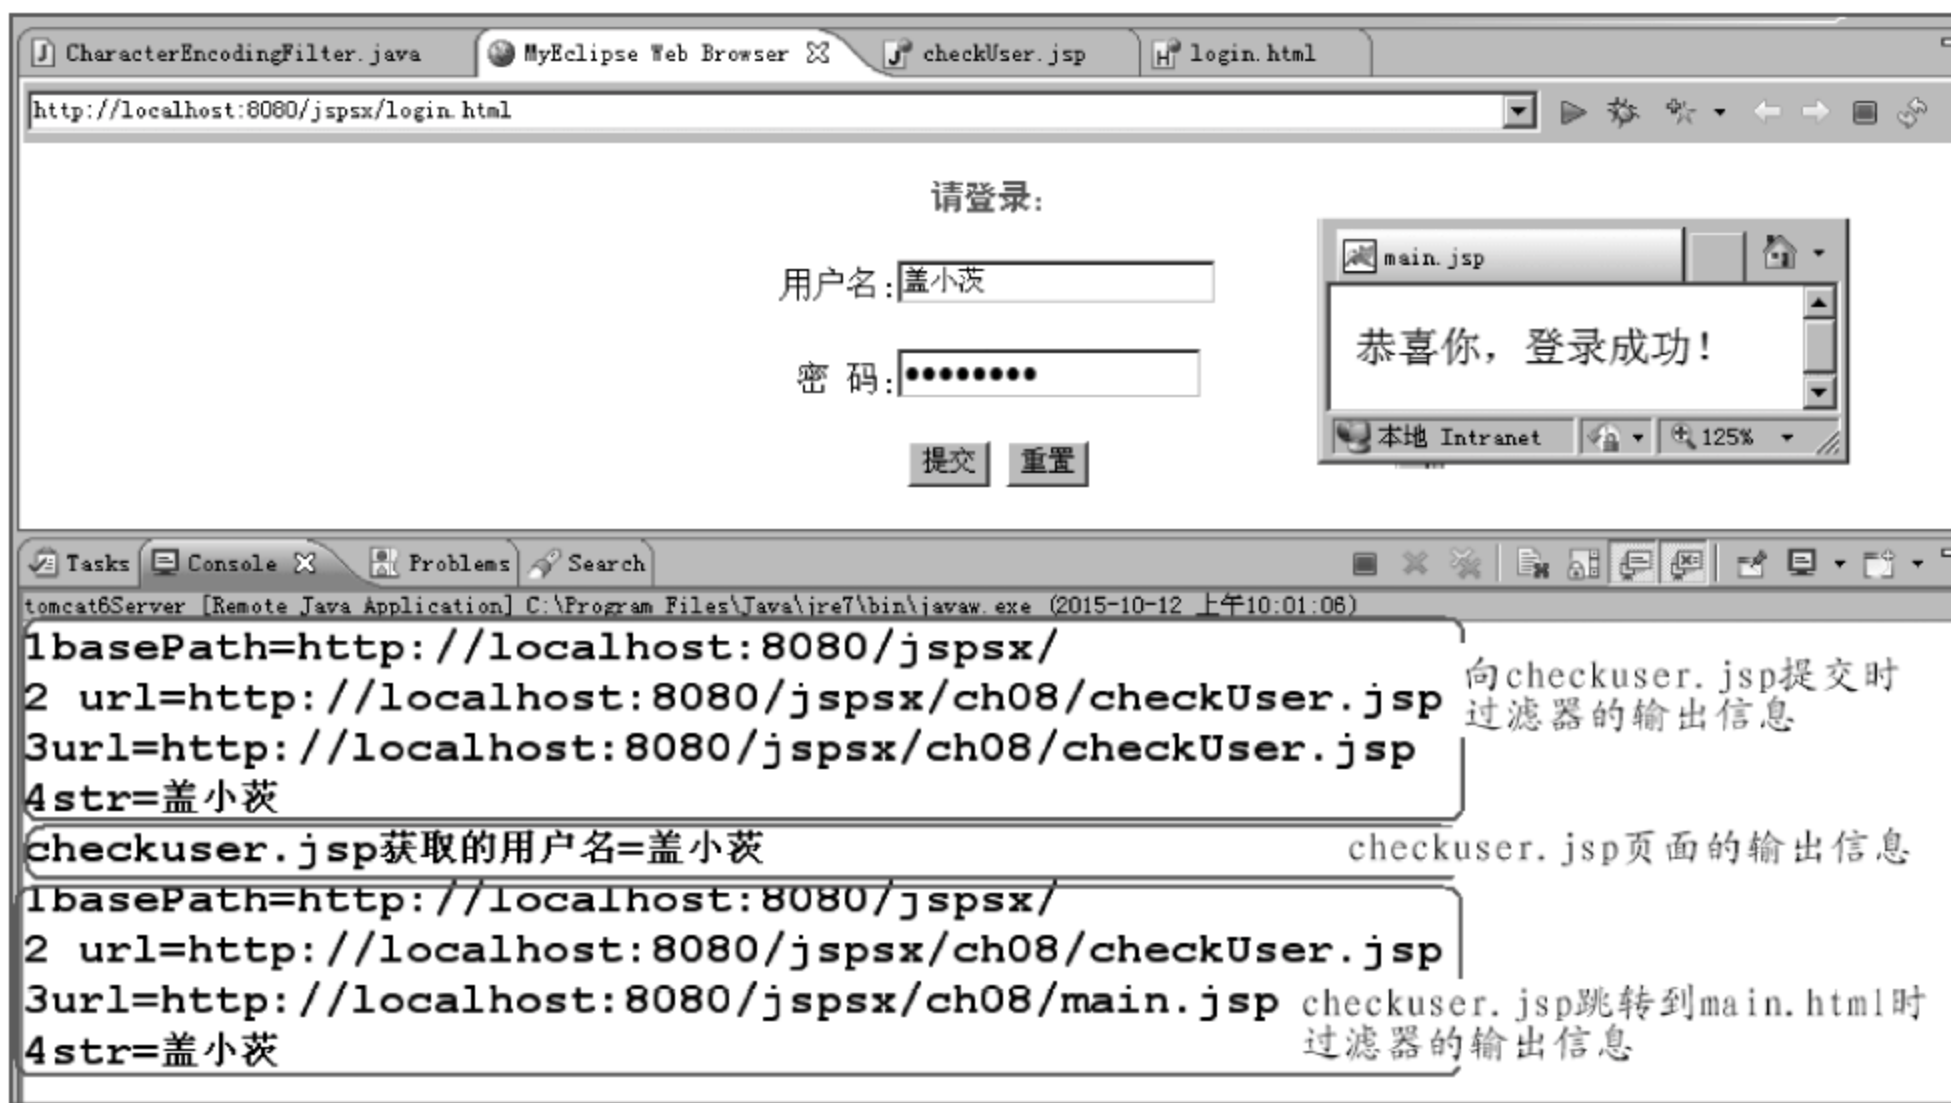 CharacterEncodingFilter.java MyEclipse Web Browser checkUser.jsp login.html
http://localhost:8080/jspsx/login.html
请登录:
用户名:盖小茨
密 码:●●●●●●●●
提交 重置
main.jsp
恭喜你，登录成功!
本地 Intranet 125%
Tasks Console Problems Search
tomcat6Server [Remote Java Application] C:\Program Files\Java\jre7\bin\javaw.exe (2015-10-12 上午10:01:06)
1basePath=http://localhost:8080/jspsx/
2 url=http://localhost:8080/jspsx/ch08/checkUser.jsp
3url=http://localhost:8080/jspsx/ch08/checkUser.jsp
4str=盖小茨
向checkuser.jsp提交时
过滤器的输出信息
checkuser.jsp获取的用户名=盖小茨
checkuser.jsp页面的输出信息
1basePath=http://localhost:8080/jspsx/
2 url=http://localhost:8080/jspsx/ch08/checkUser.jsp
3url=http://localhost:8080/jspsx/ch08/main.jsp
4str=盖小茨
checkuser.jsp跳转到main.html时
过滤器的输出信息